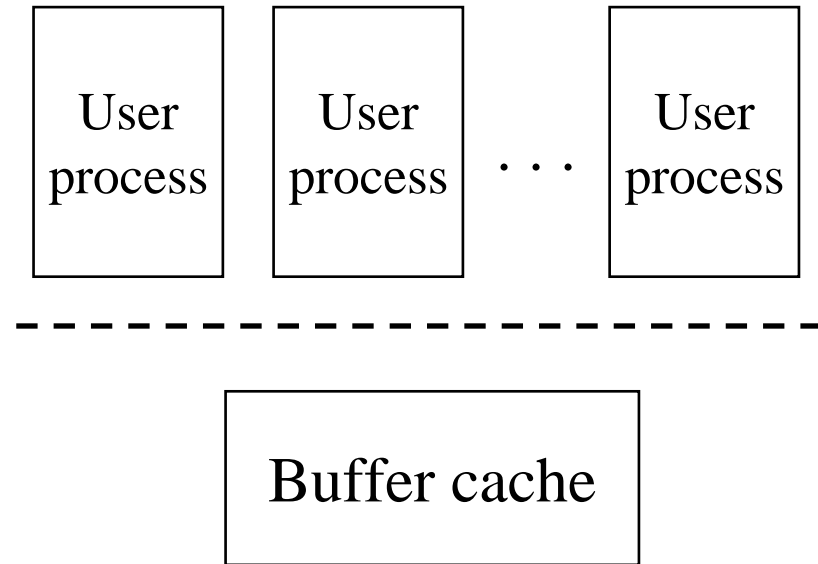 User
process
User
process
. . .
User
process
Buffer cache